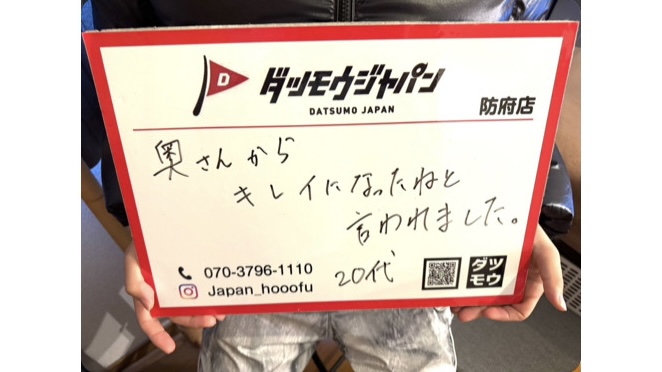 D
ダツモウジャパン
DATSUMO JAPAN
防府店
奥さんから
キレイになったねと
言われました。
20代
070-3796-1110
Japan_hooofu
ダツ
モウ